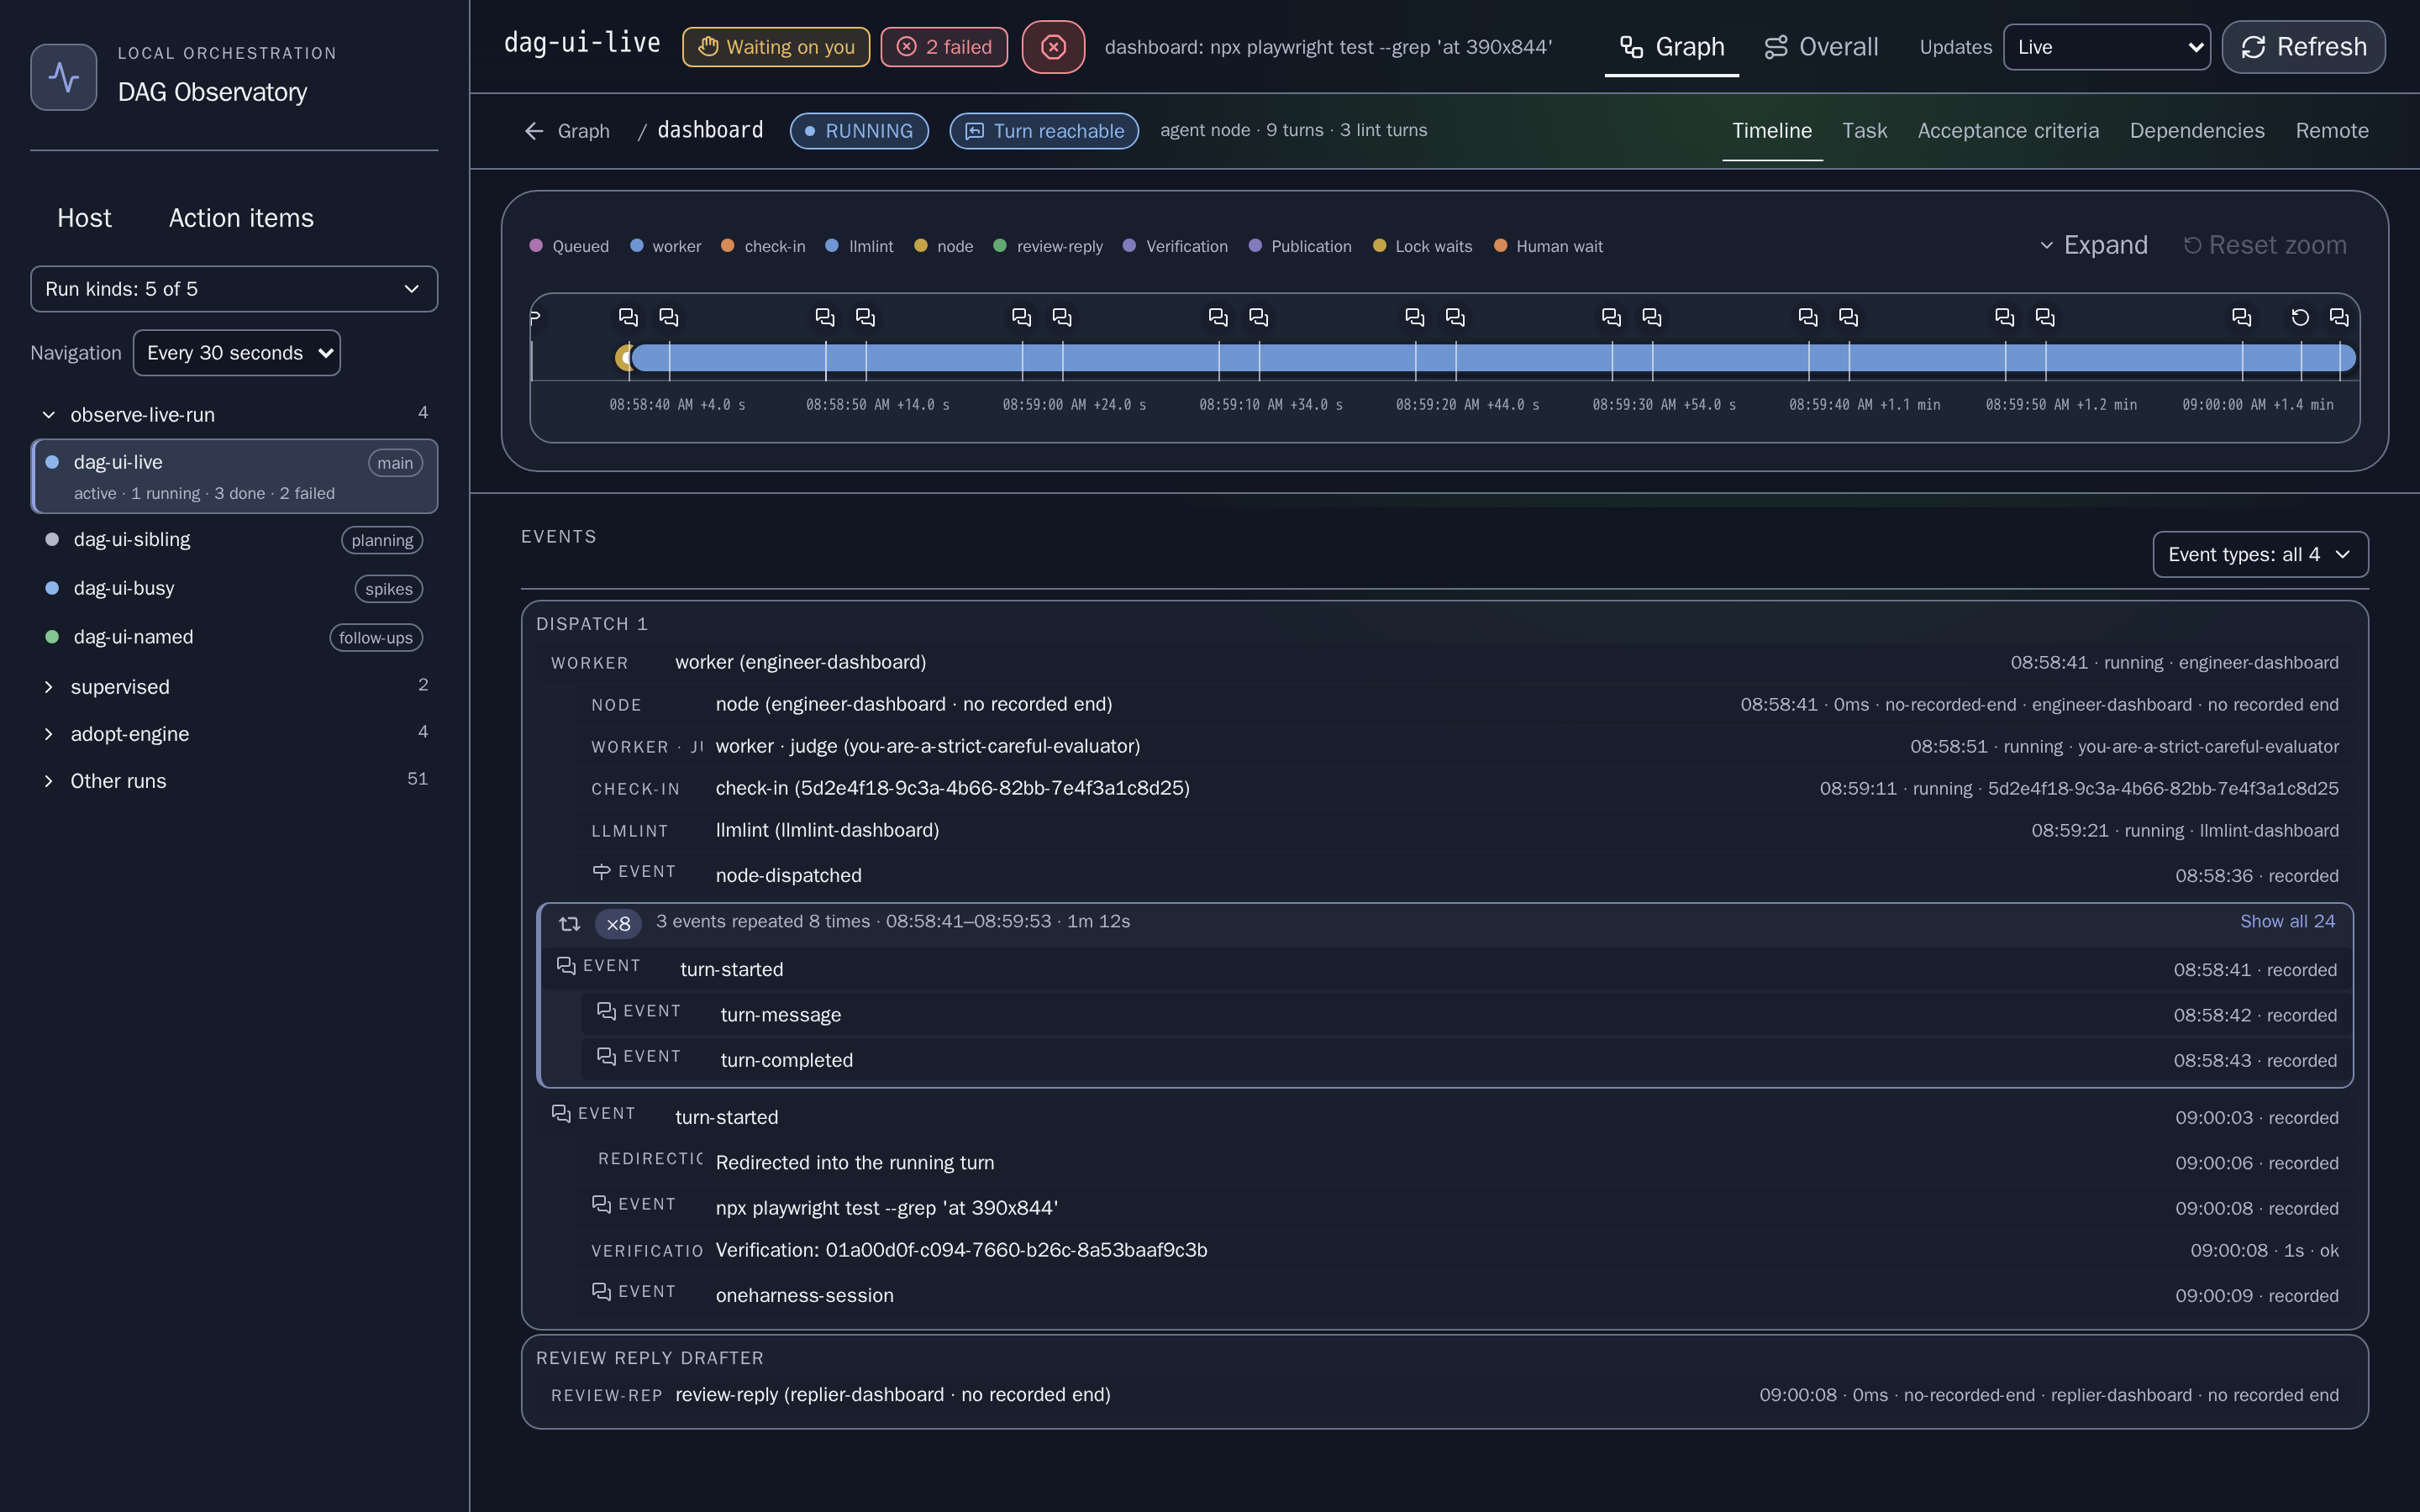 LOCAL ORCHESTRATION
DAG Observatory
Host Action items
Run kinds: 5 of 5
Navigation Every 30 seconds
observe-live-run 4
dag-ui-live main
active · 1 running · 3 done · 2 failed
dag-ui-sibling planning
dag-ui-busy spikes
dag-ui-named follow-ups
supervised 2
adopt-engine 4
Other runs 51
dag-ui-live Waiting on you 2 failed dashboard: npx playwright test --grep 'at 390x844' Graph Overall Updates Live Refresh
Graph / dashboard RUNNING Turn reachable agent node · 9 turns · 3 lint turns Timeline Task Acceptance criteria Dependencies Remote
Queued worker check-in llmlint node review-reply Verification Publication Lock waits Human wait Expand Reset zoom
08:58:40 AM +4.0 s 08:58:50 AM +14.0 s 08:59:00 AM +24.0 s 08:59:10 AM +34.0 s 08:59:20 AM +44.0 s 08:59:30 AM +54.0 s 08:59:40 AM +1.1 min 08:59:50 AM +1.2 min 09:00:00 AM +1.4 min
EVENTS
Event types: all 4
DISPATCH 1
WORKER worker (engineer-dashboard) 08:58:41 · running · engineer-dashboard
NODE node (engineer-dashboard · no recorded end) 08:58:41 · 0ms · no-recorded-end · engineer-dashboard · no recorded end
WORKER · JU worker · judge (you-are-a-strict-careful-evaluator) 08:58:51 · running · you-are-a-strict-careful-evaluator
CHECK-IN check-in (5d2e4f18-9c3a-4b66-82bb-7e4f3a1c8d25) 08:59:11 · running · 5d2e4f18-9c3a-4b66-82bb-7e4f3a1c8d25
LLMLINT llmlint (llmlint-dashboard) 08:59:21 · running · llmlint-dashboard
EVENT node-dispatched 08:58:36 · recorded
×8 3 events repeated 8 times · 08:58:41–08:59:53 · 1m 12s Show all 24
EVENT turn-started 08:58:41 · recorded
EVENT turn-message 08:58:42 · recorded
EVENT turn-completed 08:58:43 · recorded
EVENT turn-started 09:00:03 · recorded
REDIRECTIO Redirected into the running turn 09:00:06 · recorded
EVENT npx playwright test --grep 'at 390x844' 09:00:08 · recorded
VERIFICATIO Verification: 01a00d0f-c094-7660-b26c-8a53baaf9c3b 09:00:08 · 1s · ok
EVENT oneharness-session 09:00:09 · recorded
REVIEW REPLY DRAFTER
REVIEW-REP review-reply (replier-dashboard · no recorded end) 09:00:08 · 0ms · no-recorded-end · replier-dashboard · no recorded end